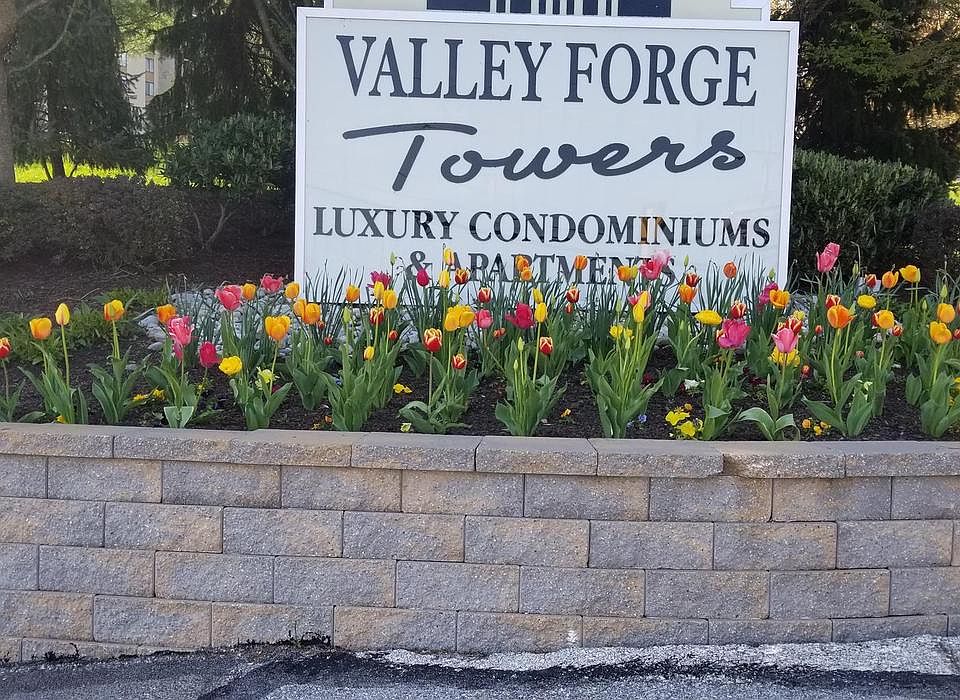 VALLEY FORGE
Towers
LUXURY CONDOMINIUMS
& APARTMENTS